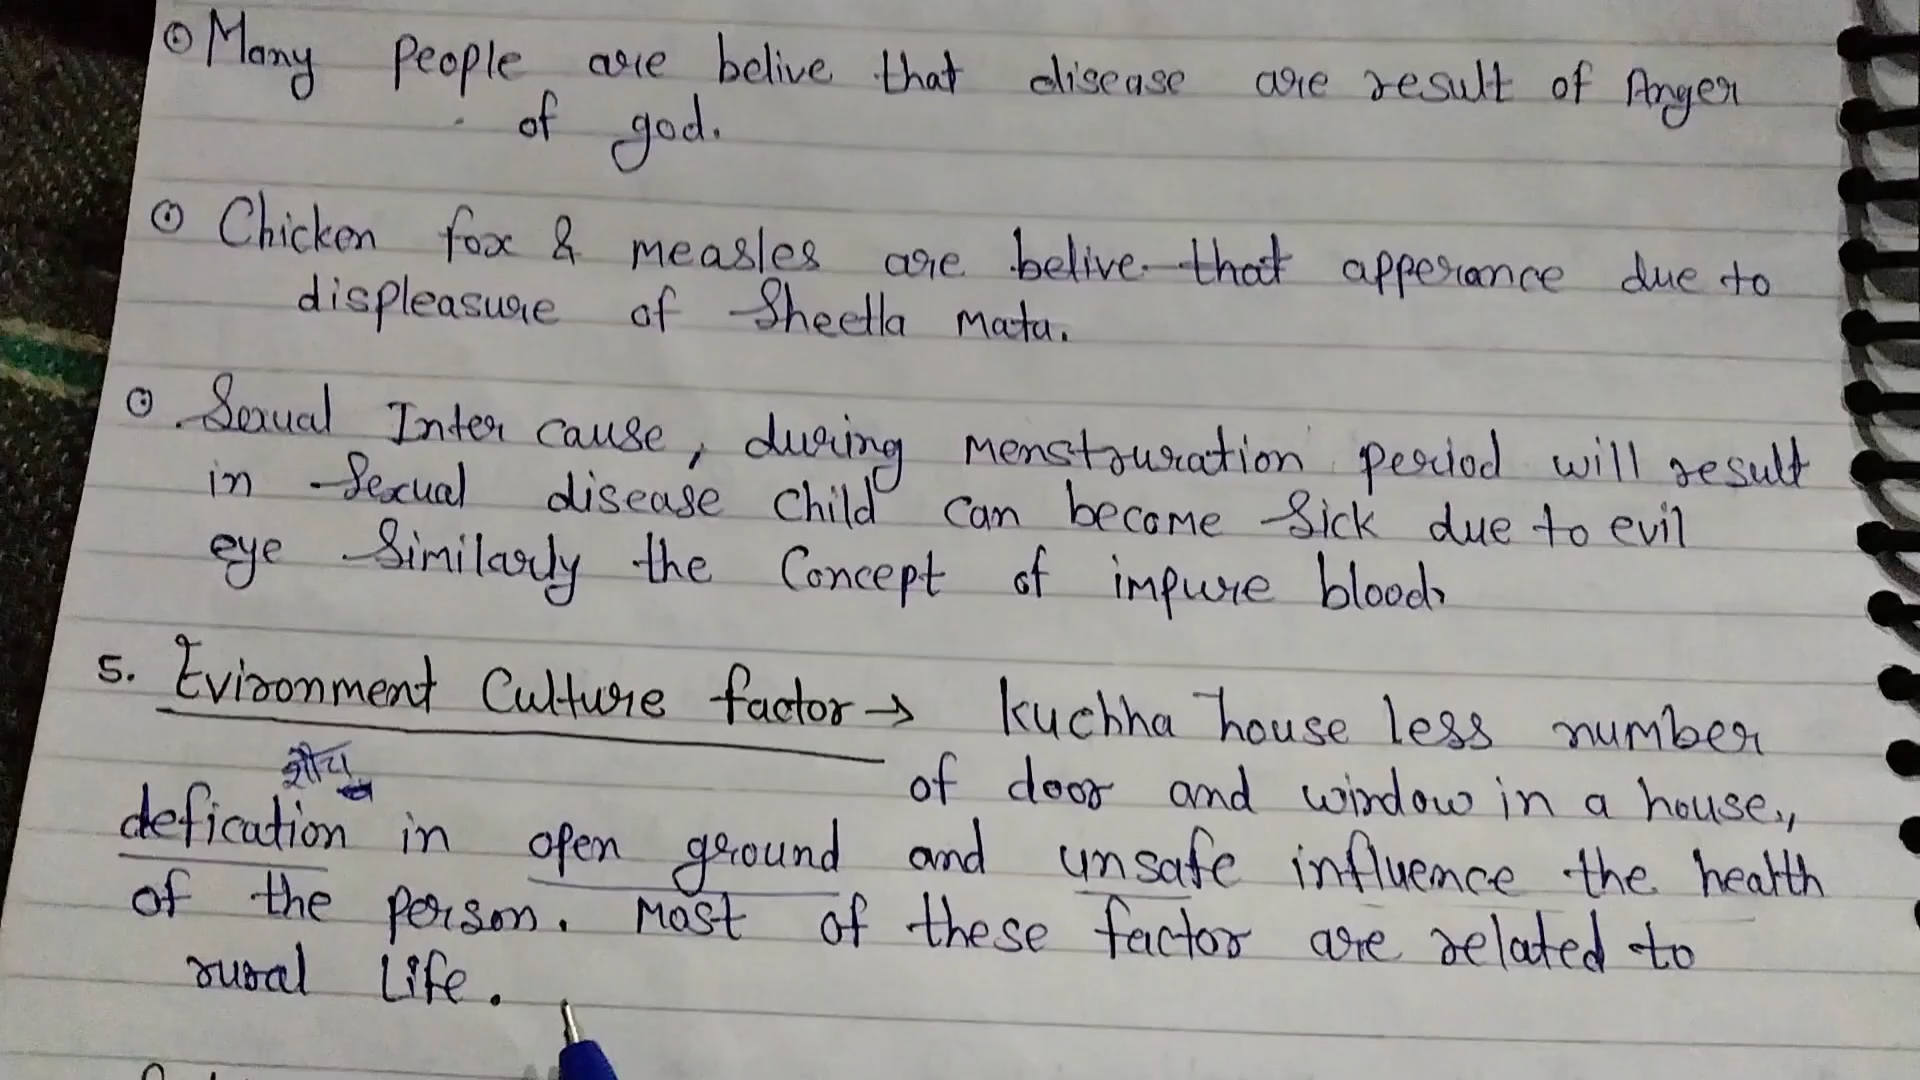 Many People are belive that disease are result of Anger
of god.
Chicken fox & measles are belive that apperance due to
displeasure of Sheetla Mata.
Sexual Inter cause, during Menstruration period will result
in Sexual disease Child can become Sick due to evil
eye Similarly the Concept of impure blood.
5. Evironment Culture factor → Kuchha house less number
of door and window in a house,,
शौच
defication in open ground and unsafe influence the health
of the person. Most of these factor are related to
rural Life.